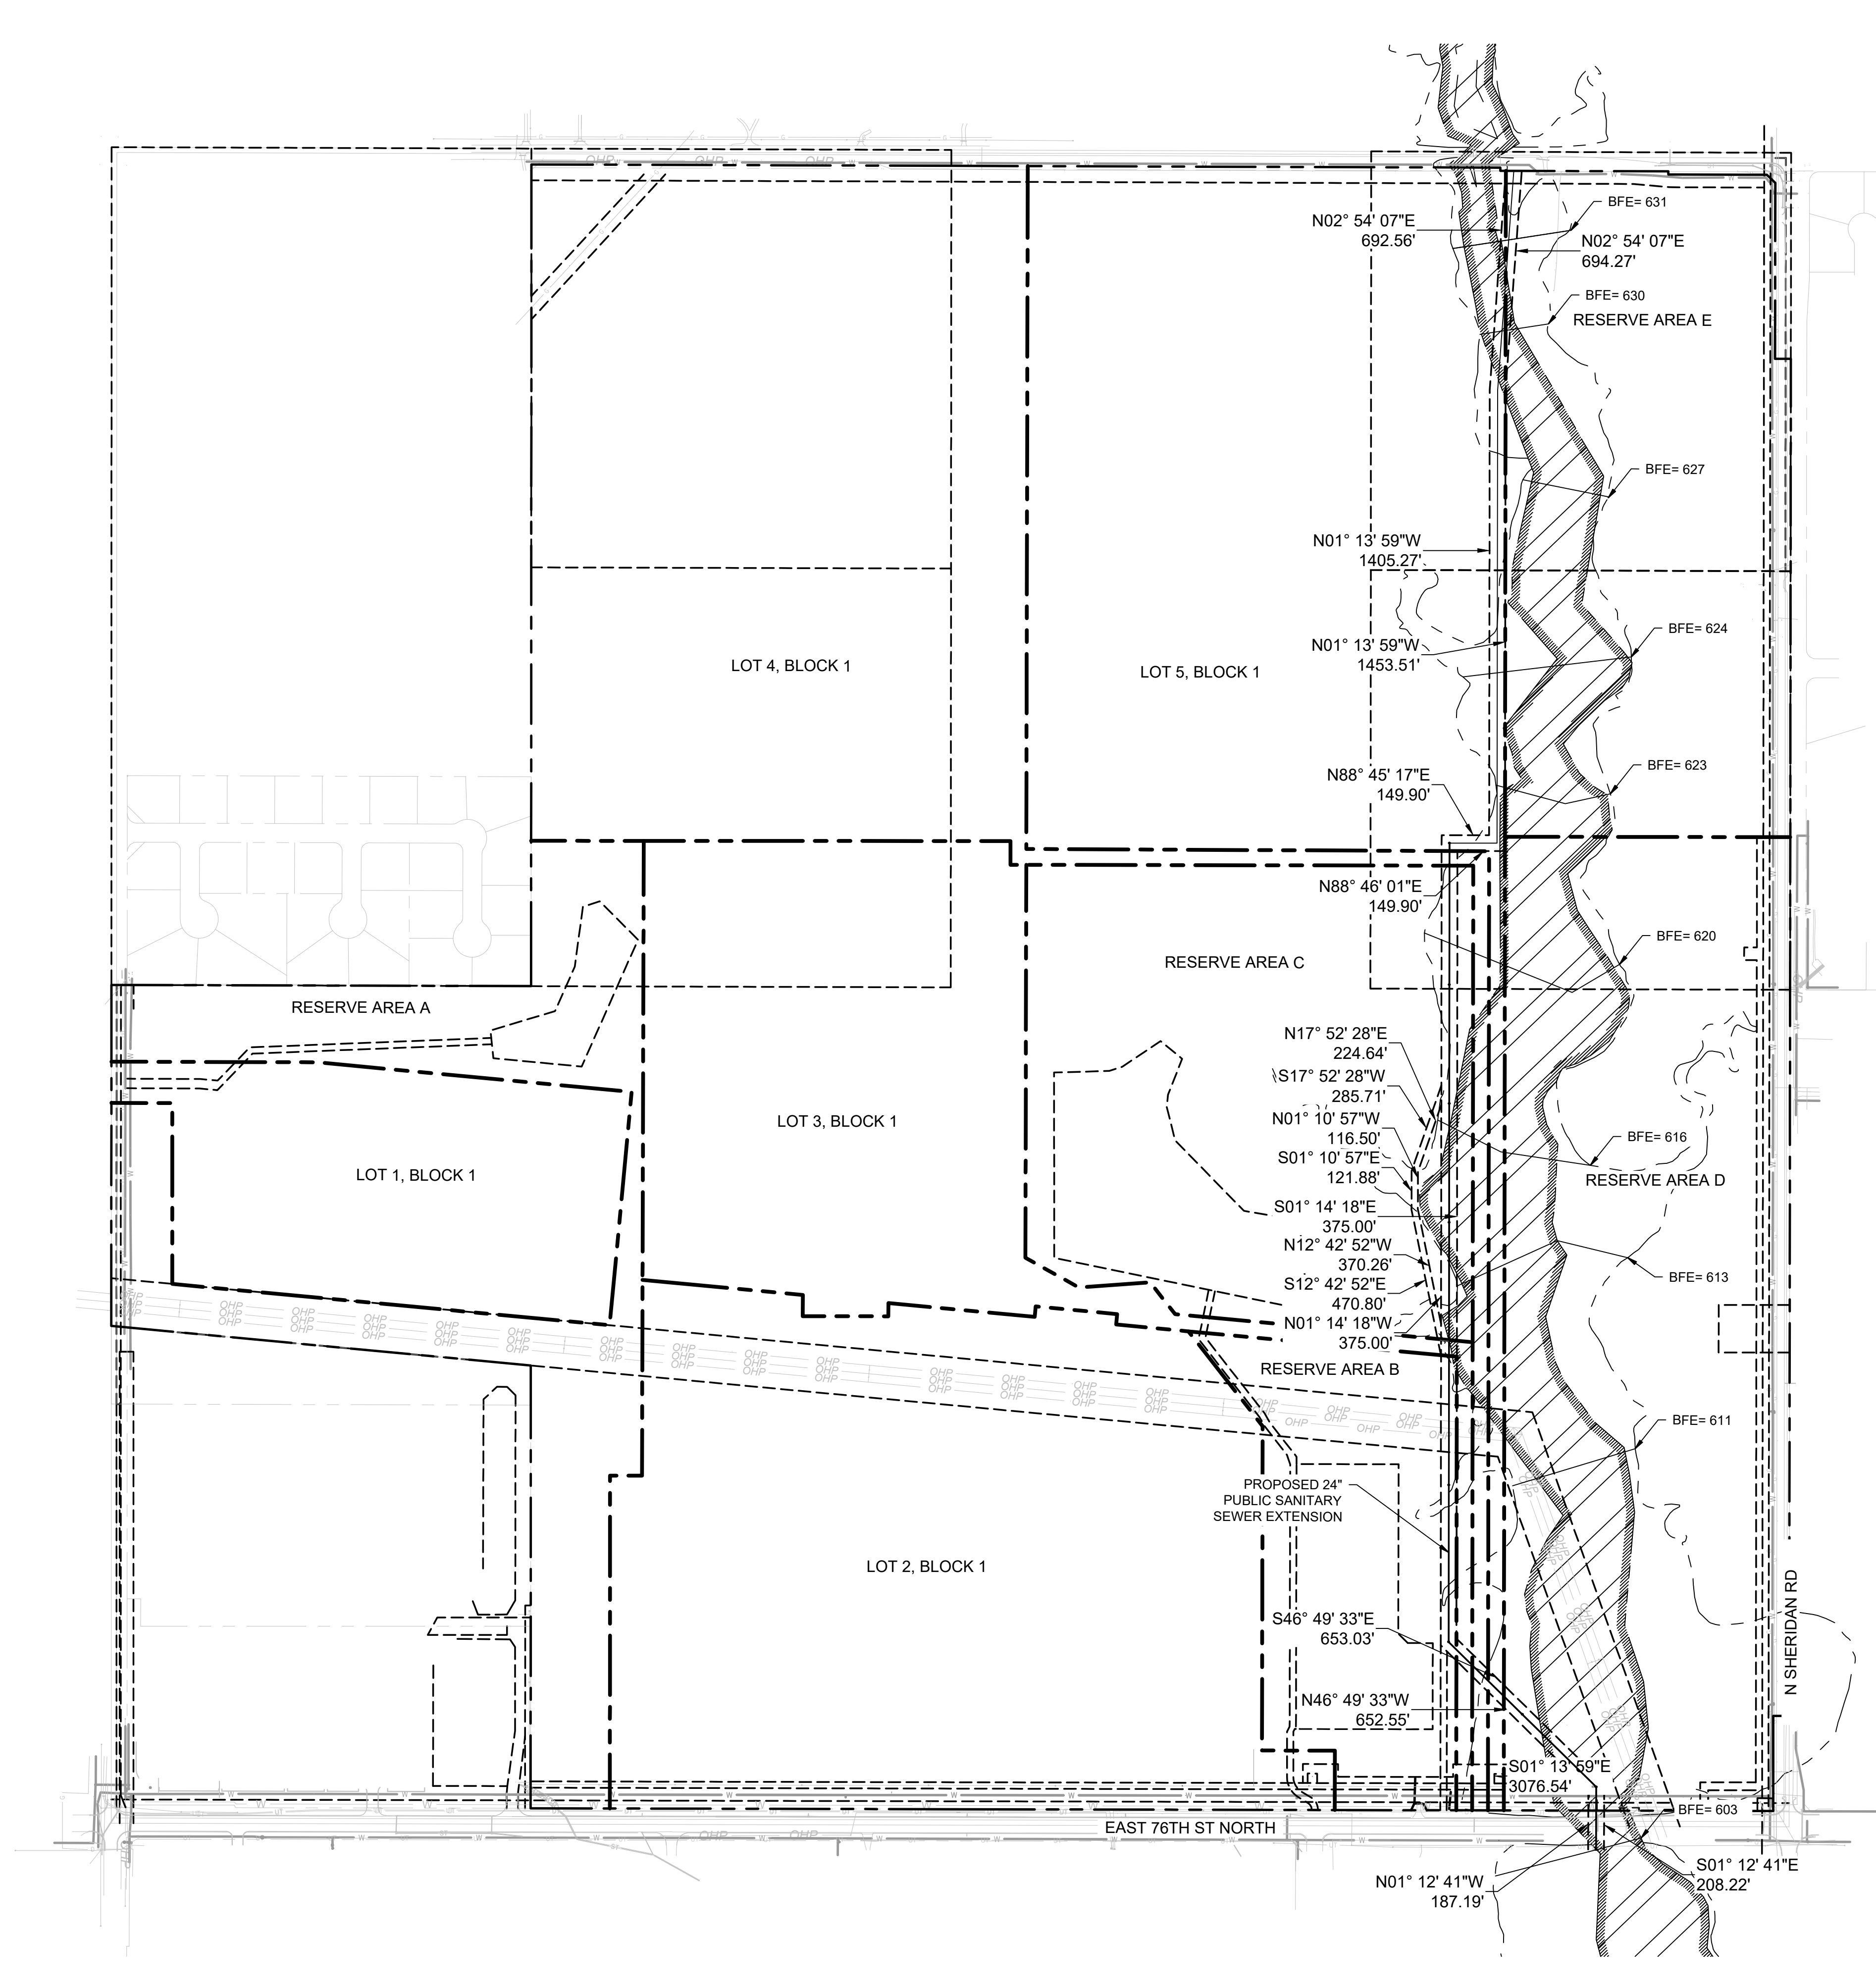 BFE= 631
N02° 54' 07"E
692.56'
N02° 54' 07"E
694.27'
BFE= 630
RESERVE AREA E
BFE= 627
N01° 13' 59"W
1405.27'
BFE= 624
N01° 13' 59"W
1453.51'
LOT 4, BLOCK 1
LOT 5, BLOCK 1
BFE= 623
N88° 45' 17"E
149.90'
N88° 46' 01"E
149.90'
BFE= 620
RESERVE AREA C
RESERVE AREA A
N17° 52' 28"E
224.64'
S17° 52' 28"W
285.71'
N01° 10' 57"W
116.50'
LOT 3, BLOCK 1
BFE= 616
S01° 10' 57"E
121.88'
LOT 1, BLOCK 1
RESERVE AREA D
S01° 14' 18"E
375.00'
N12° 42' 52"W
370.26'
BFE= 613
S12° 42' 52"E
470.80'
N01° 14' 18"W
375.00'
RESERVE AREA B
OHP
OHP
OHP
BFE= 611
PROPOSED 24"
PUBLIC SANITARY
SEWER EXTENSION
LOT 2, BLOCK 1
S46° 49' 33"E
653.03'
N SHERIDAN RD
N46° 49' 33"W
652.55'
S01° 13' 59"E
3076.54'
BFE= 603
EAST 76TH ST NORTH
S01° 12' 41"E
208.22'
N01° 12' 41"W
187.19'